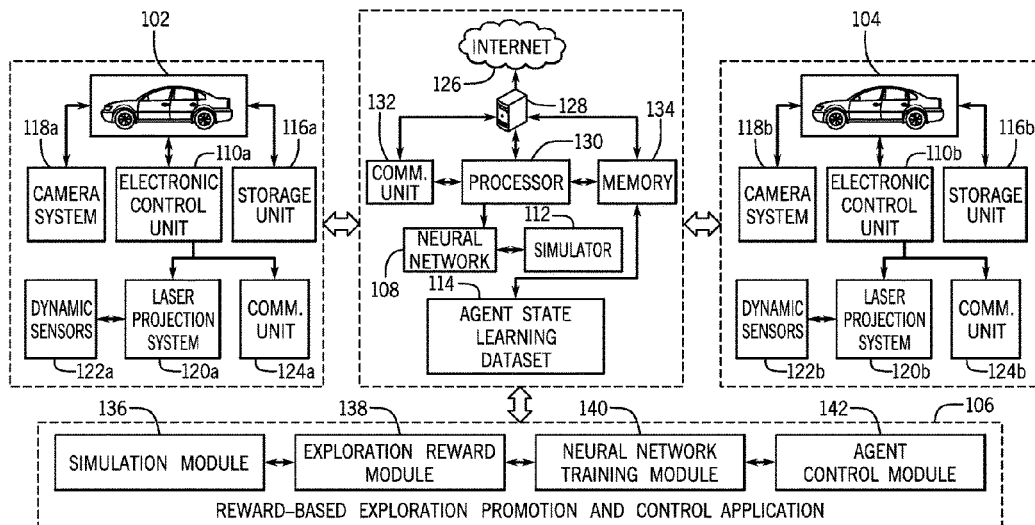 102
INTERNET
104
126
132
128
134
118a
110a
116a
130
118b
110b
116b
CAMERA
SYSTEM
ELECTRONIC
CONTROL
UNIT
STORAGE
UNIT
COMM.
UNIT
PROCESSOR
MEMORY
CAMERA
SYSTEM
ELECTRONIC
CONTROL
UNIT
STORAGE
UNIT
112
NEURAL
NETWORK
SIMULATOR
108
114
DYNAMIC
SENSORS
LASER
PROJECTION
SYSTEM
COMM.
UNIT
AGENT STATE
LEARNING
DATASET
DYNAMIC
SENSORS
LASER
PROJECTION
SYSTEM
COMM.
UNIT
122a
120a
124a
122b
120b
124b
136
138
140
142
106
SIMULATION MODULE
EXPLORATION REWARD
MODULE
NEURAL NETWORK
TRAINING MODULE
AGENT
CONTROL MODULE
REWARD-BASED EXPLORATION PROMOTION AND CONTROL APPLICATION